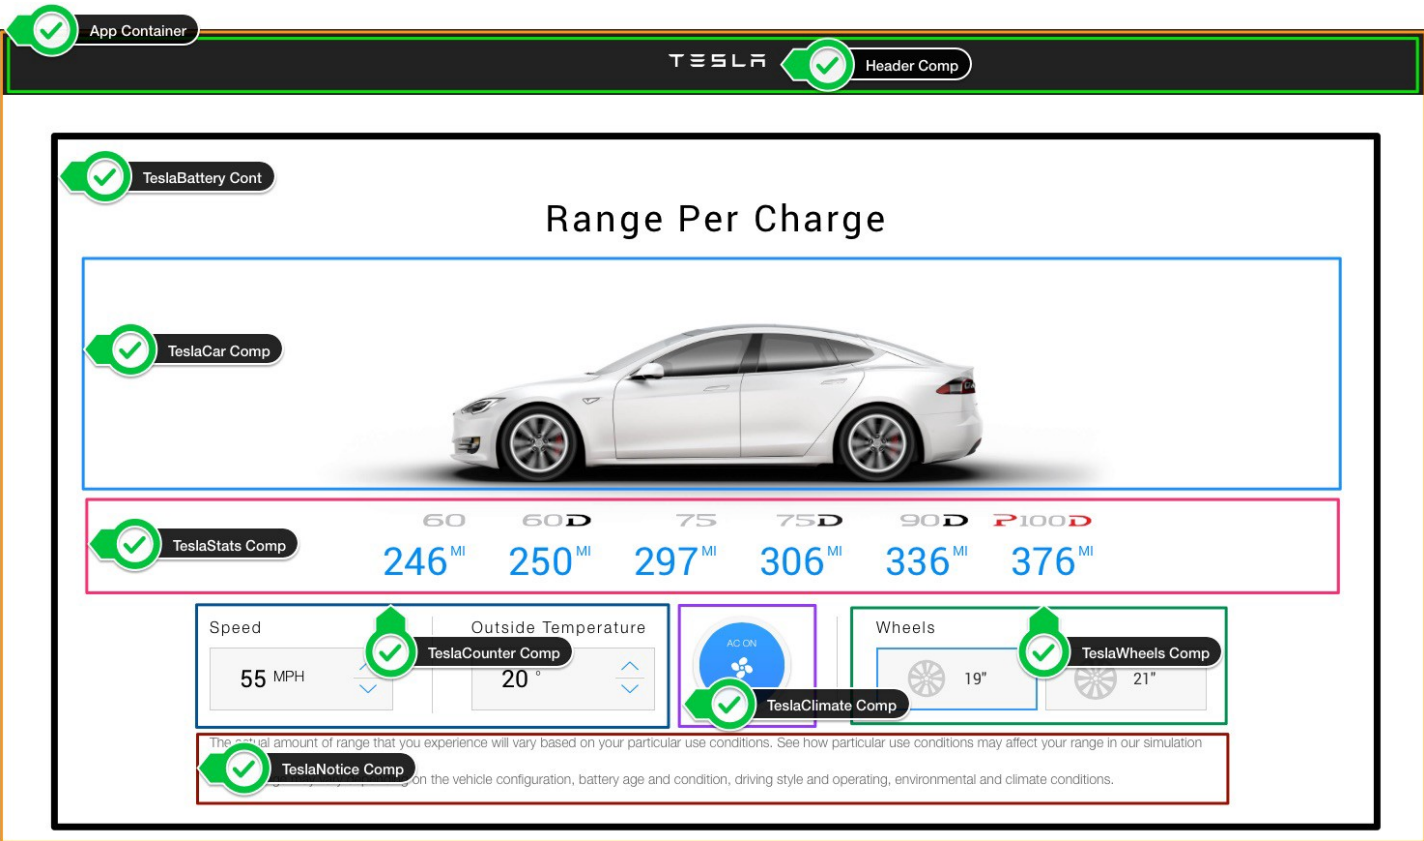 App Container
TESLA
Header Comp
TeslaBattery Cont
Range Per Charge
TeslaCar Comp
60 60D 75 75D 90D P100D
TeslaStats Comp
246 MI 250 MI 297 MI 306 MI 336 MI 376 MI
Speed Outside Temperature Wheels
AC ON
TeslaCounter Comp
TeslaWheels Comp
55 MPH 20 ° 19" 21"
TeslaClimate Comp
The actual amount of range that you experience will vary based on your particular use conditions. See how particular use conditions may affect your range in our simulation
TeslaNotice Comp
on the vehicle configuration, battery age and condition, driving style and operating, environmental and climate conditions.